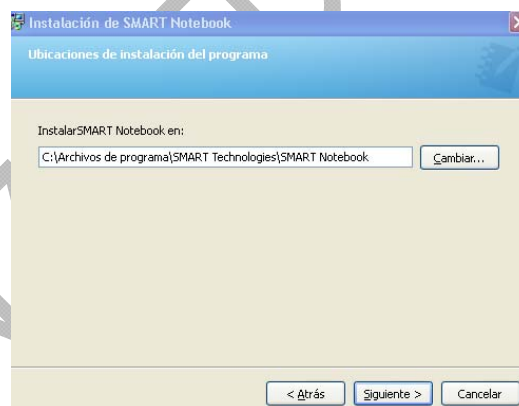 Instalación de SMART Notebook
Ubicaciones de instalación del programa
InstalarSMART Notebook en:
C:\Archivos de programa\SMART Technologies\SMART Notebook
Cambiar...
< Atrás
Siguiente >
Cancelar